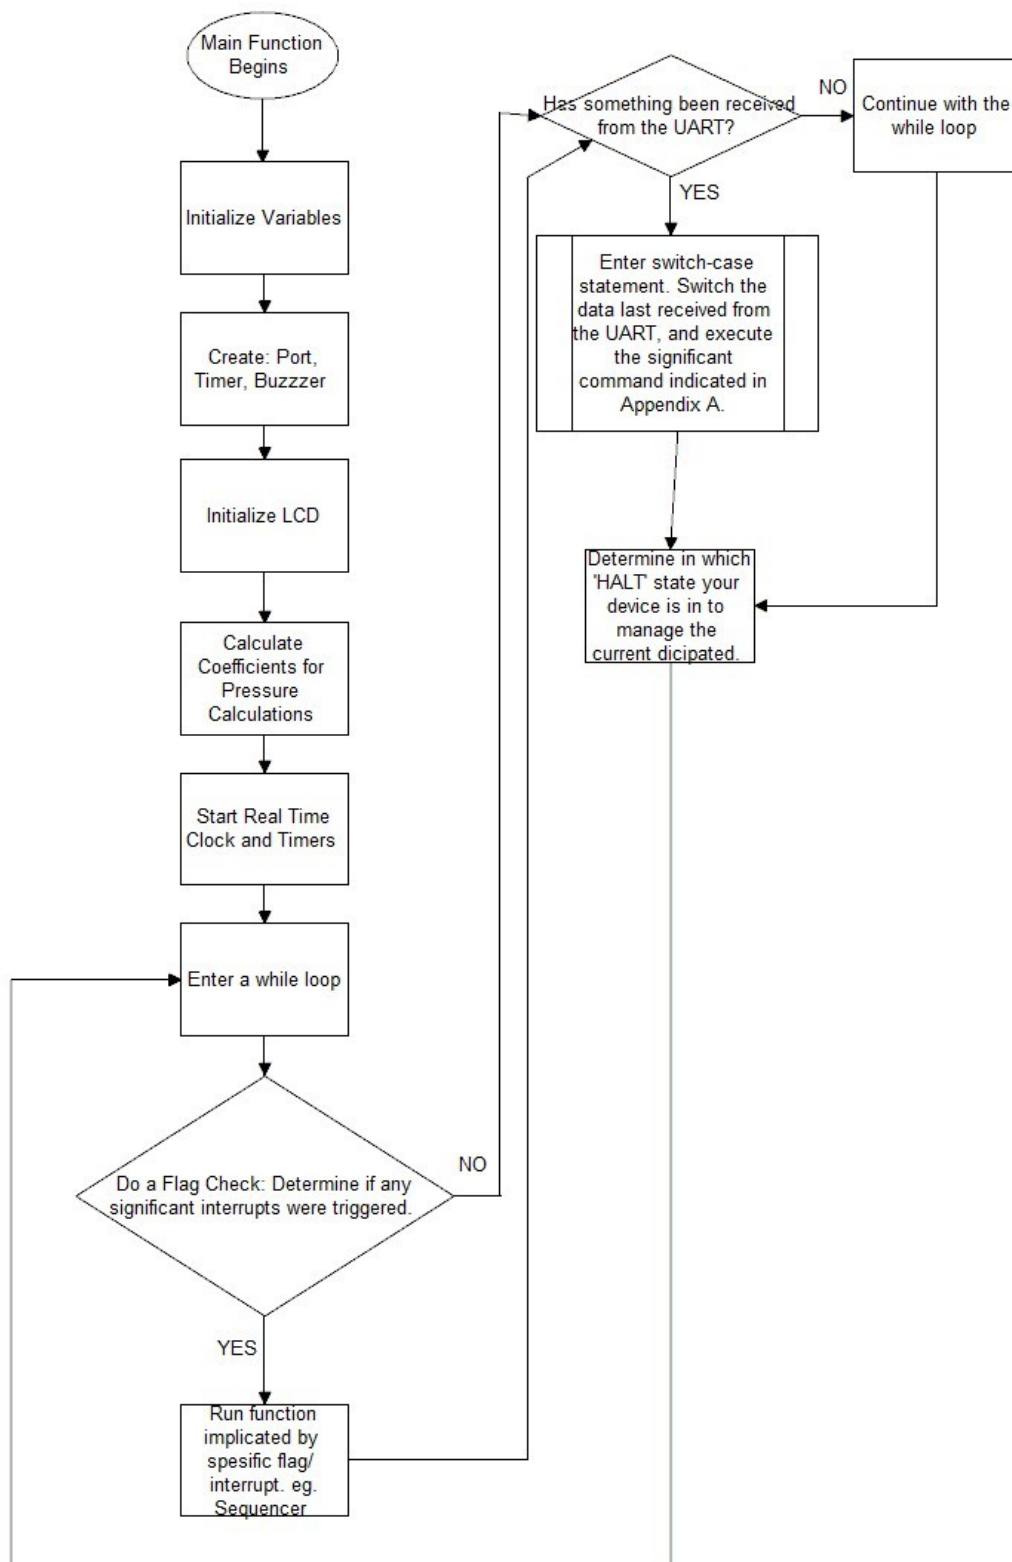 Main Function
Begins
Initialize Variables
Create: Port,
Timer, Buzzzer
Initialize LCD
Calculate
Coefficients for
Pressure
Calculations
Start Real Time
Clock and Timers
Enter a while loop
Do a Flag Check: Determine if any
significant interrupts were triggered.
NO
YES
Run function
implicated by
spesific flag/
interrupt. eg.
Sequencer
Has something been received
from the UART?
NO
Continue with the
while loop
YES
Enter switch-case
statement. Switch the
data last received from
the UART, and execute
the significant
command indicated in
Appendix A.
Determine in which
'HALT' state your
device is in to
manage the
current dicipated.